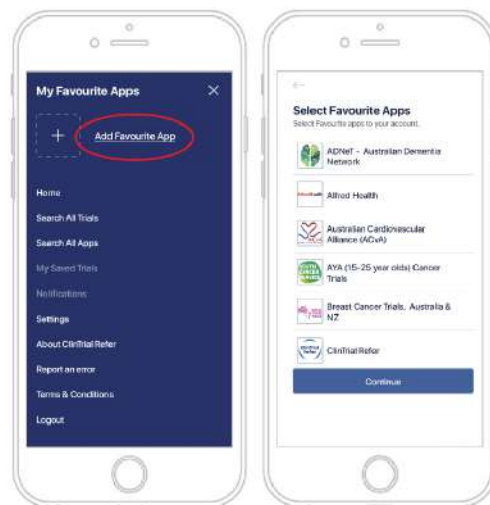 My Favourite Apps
Add Favourite App
Home
Search All Trials
Search All Apps
My Saved Trials
Notifications
Settings
About ClinTrial Refer
Report an error
Terms & Conditions
Logout
Select Favourite Apps
Select Favourite apps to your account.
ADNeT - Australian Dementia
Network
Alfred Health
Australian Cardiovascular
Alliance (ACvA)
AYA (15-25 year olds) Cancer
Trials
Breast Cancer Trials, Australia &
NZ
ClinTrial Refer
Continue